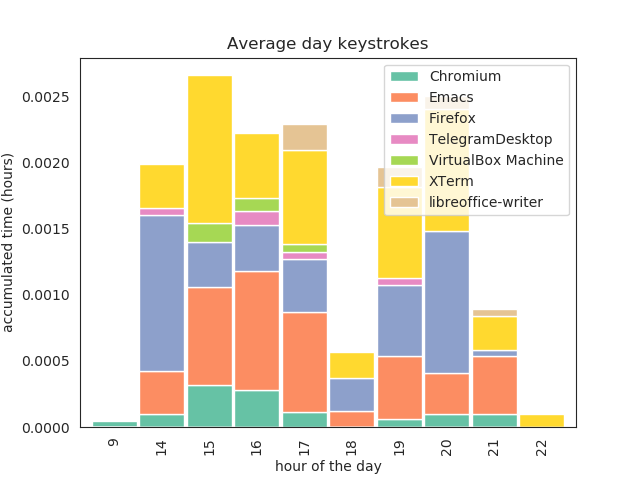 Average day keystrokes
Chromium
Emacs
Firefox
TelegramDesktop
VirtualBox Machine
XTerm
libreoffice-writer
accumulated time (hours)
0.0025
0.0020
0.0015
0.0010
0.0005
0.0000
9 14 15 16 17 18 19 20 21 22
hour of the day